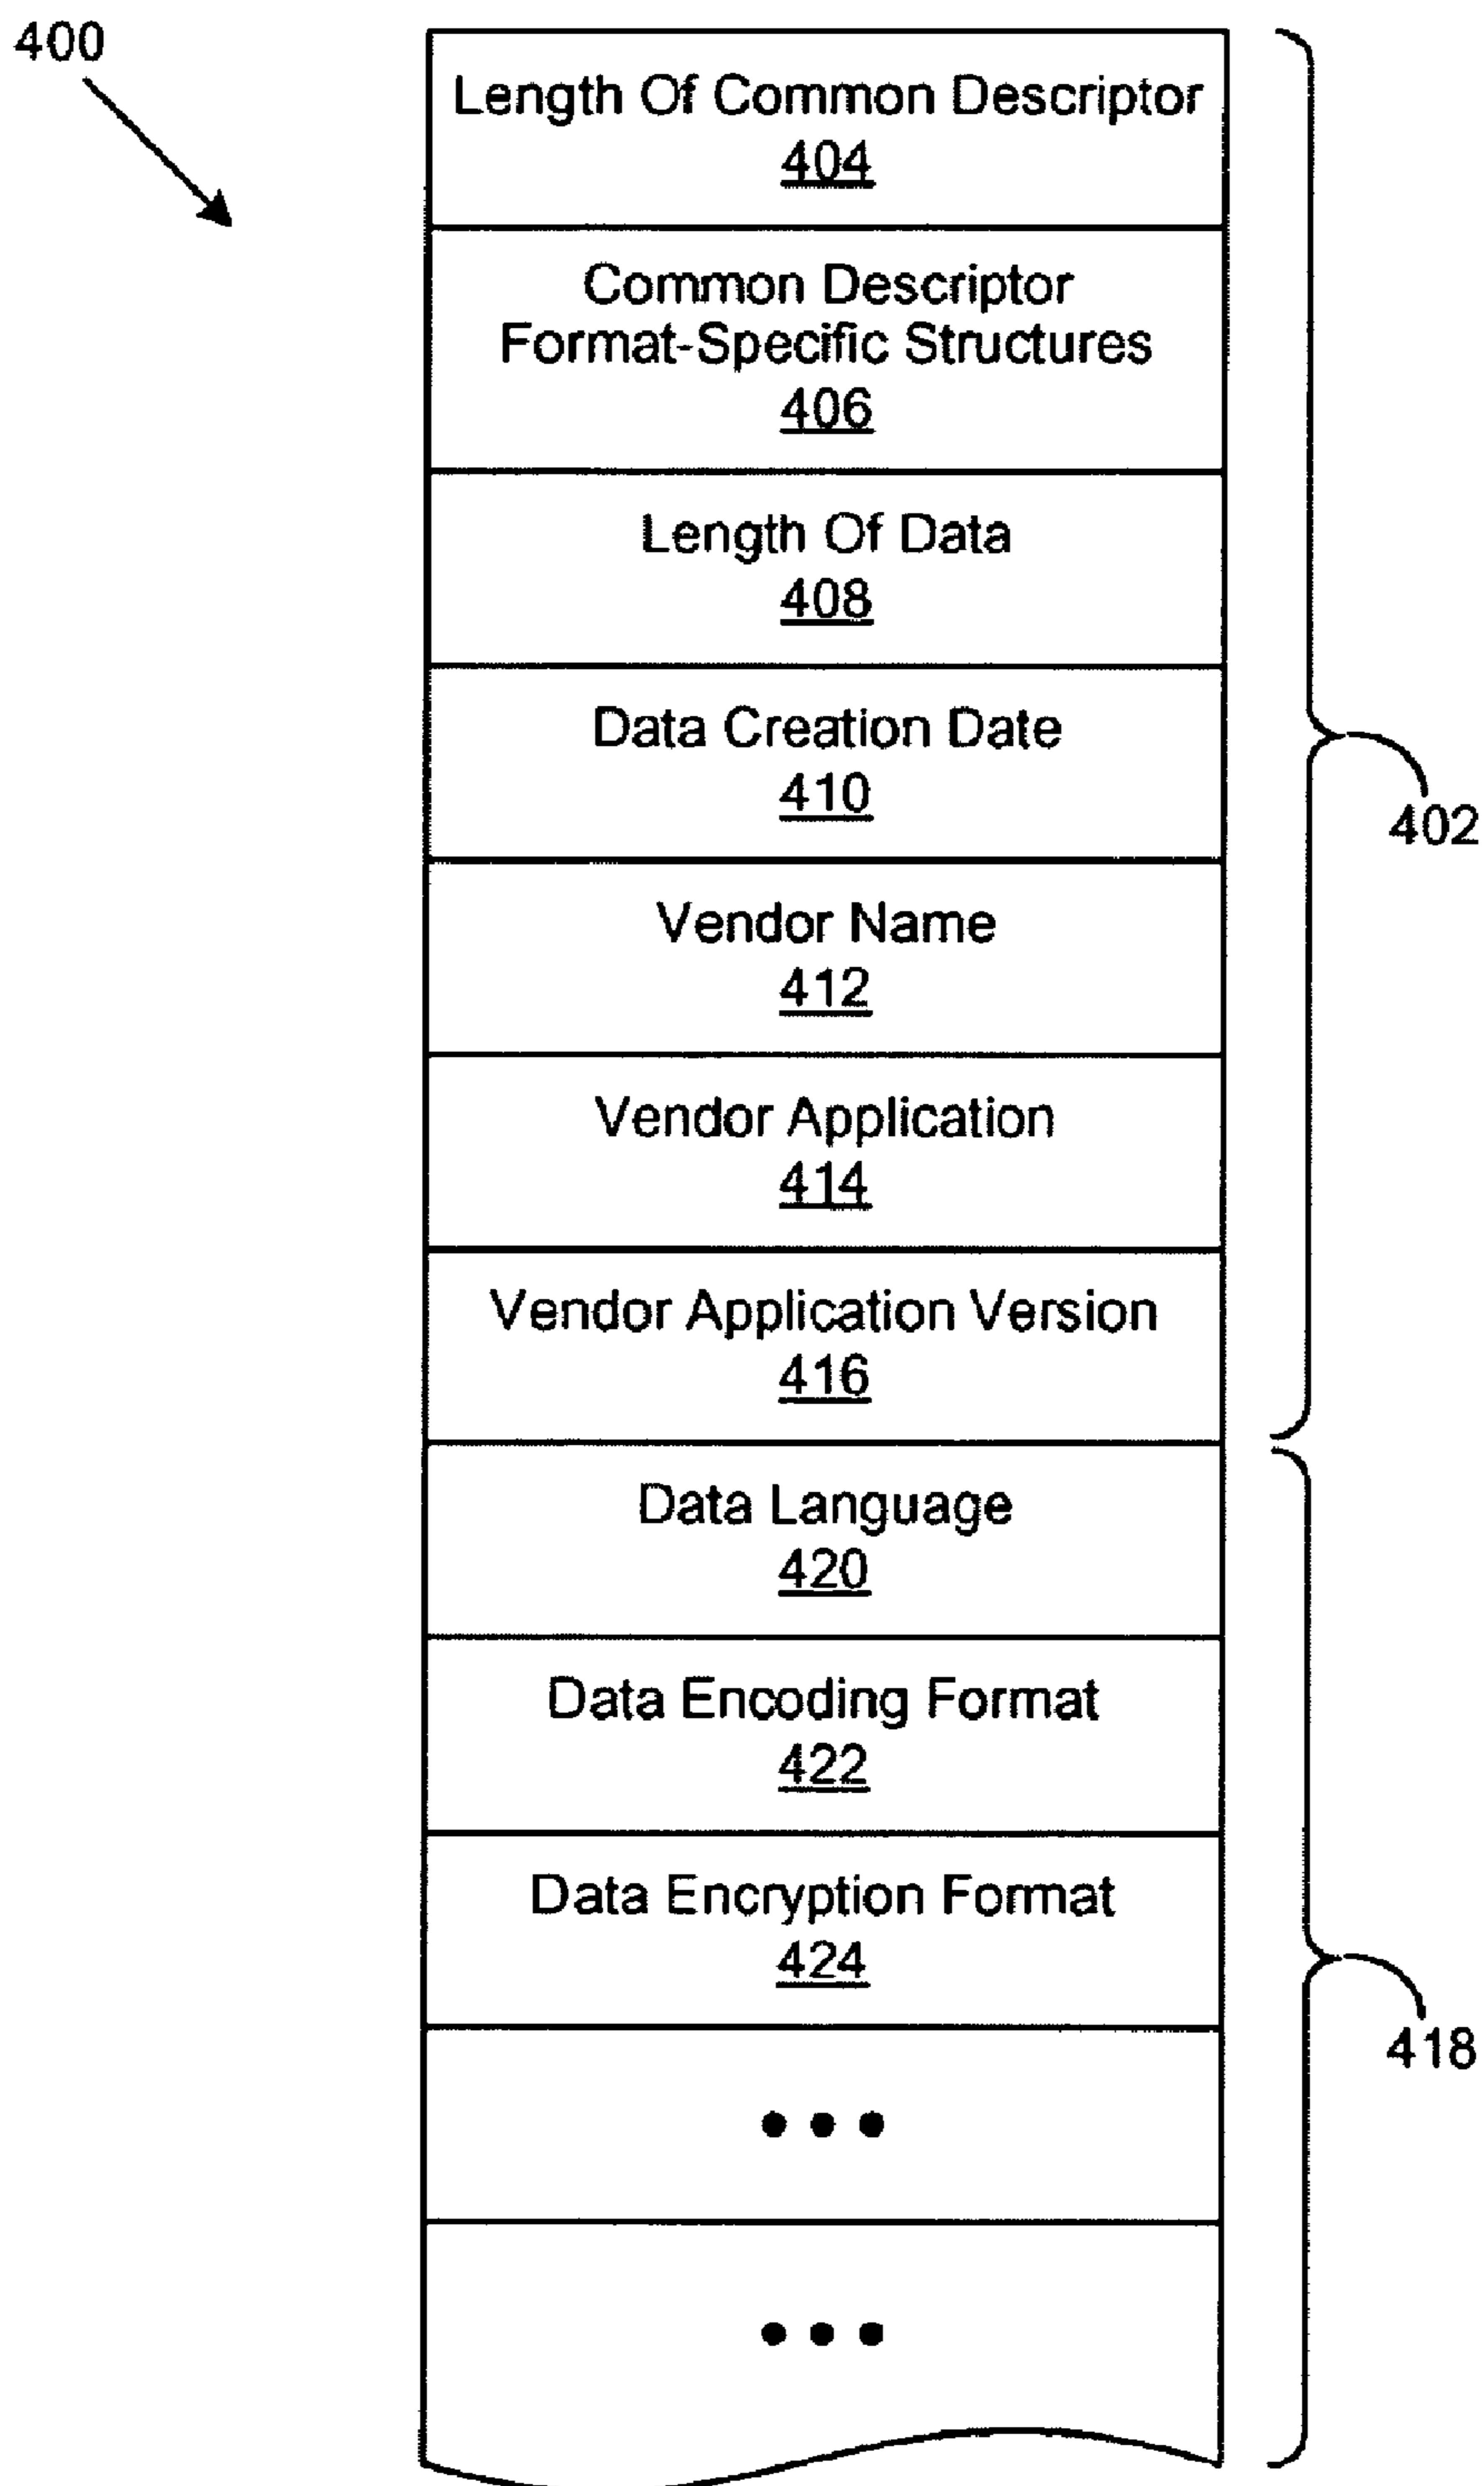 400
Length Of Common Descriptor
404
Common Descriptor
Format-Specific Structures
406
Length Of Data
408
Data Creation Date
410
402
Vendor Name
412
Vendor Application
414
Vendor Application Version
416
Data Language
420
Data Encoding Format
422
Data Encryption Format
424
418
• • •
• • •